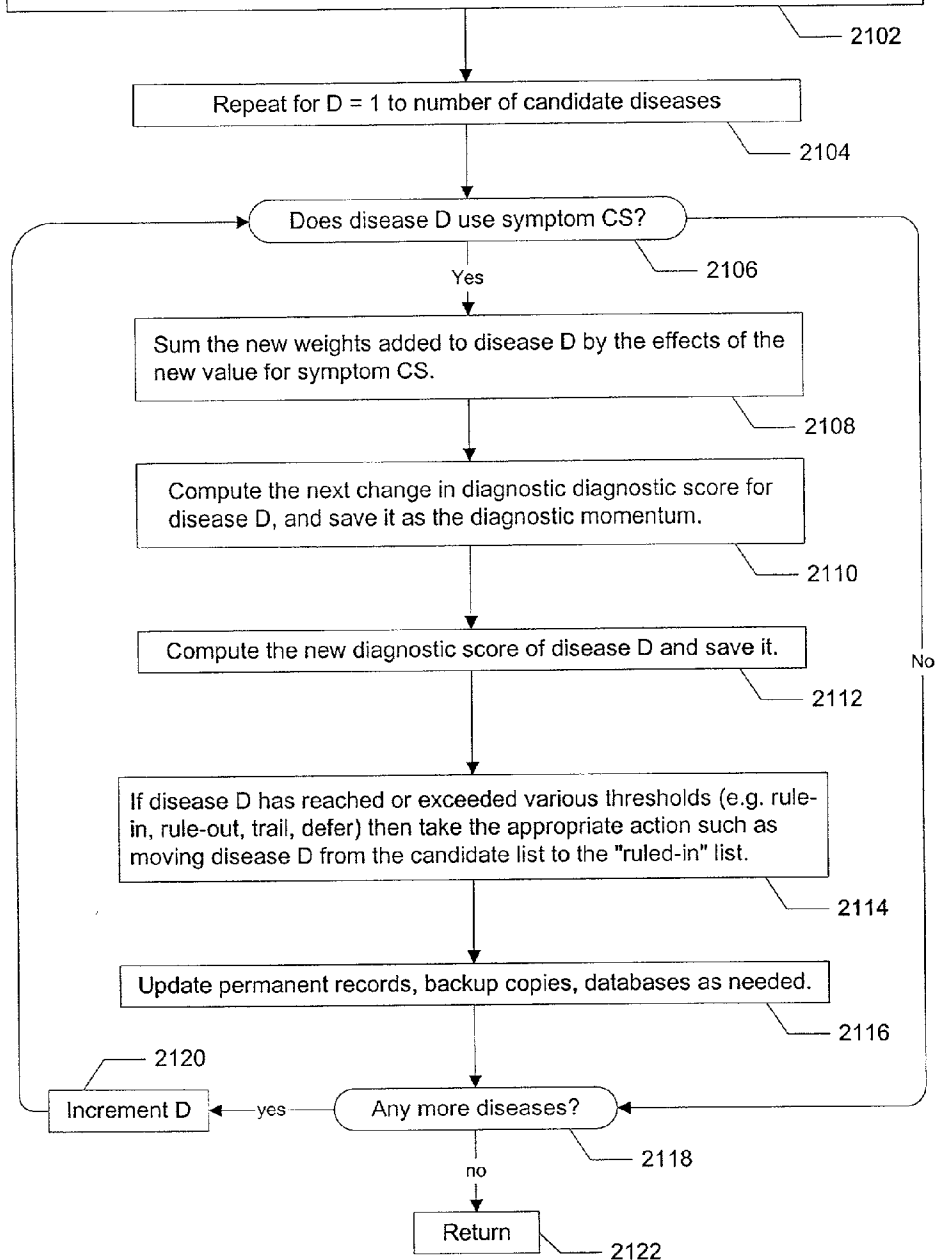 2102
Repeat for D = 1 to number of candidate diseases
2104
Does disease D use symptom CS?
2106
Yes
Sum the new weights added to disease D by the effects of the
new value for symptom CS.
2108
Compute the next change in diagnostic diagnostic score for
disease D, and save it as the diagnostic momentum.
2110
Compute the new diagnostic score of disease D and save it.
2112
No
If disease D has reached or exceeded various thresholds (e.g. rule-
in, rule-out, trail, defer) then take the appropriate action such as
moving disease D from the candidate list to the "ruled-in" list.
2114
Update permanent records, backup copies, databases as needed.
2116
2120
Increment D
yes
Any more diseases?
2118
no
Return
2122